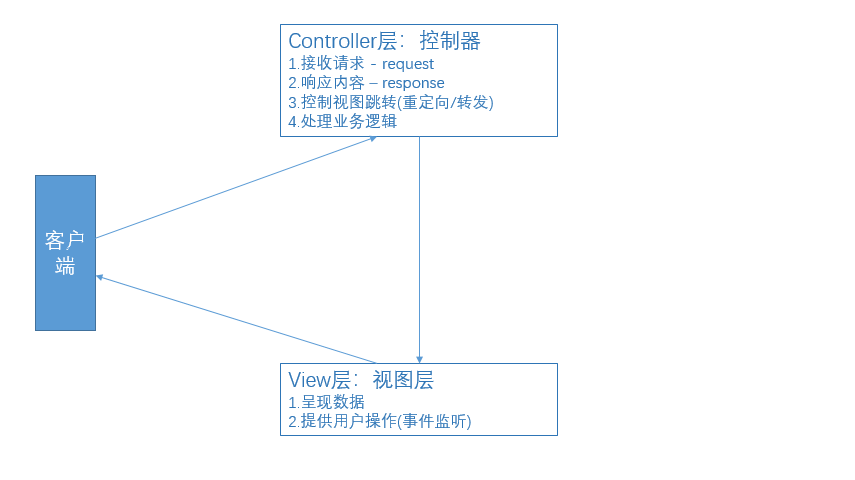 Controller层：控制器
1.接收请求 - request
2.响应内容 – response
3.控制视图跳转(重定向/转发)
4.处理业务逻辑
客户
端
View层：视图层
1.呈现数据
2.提供用户操作(事件监听)